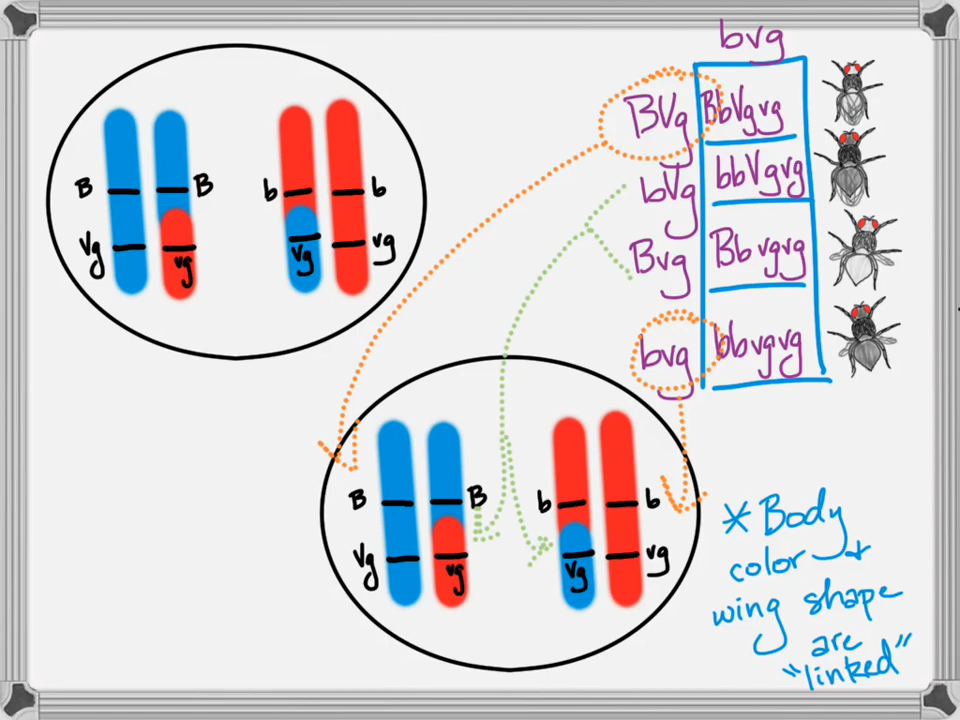 bvg
BVg BbVgvg
bVg bbVgvg
Bvg Bbvgvg
bvg bbvgvg
B B b b
Vg vg Vg vg
B B b b
Vg vg Vg vg
* Body
color +
wing shape
are
"linked"